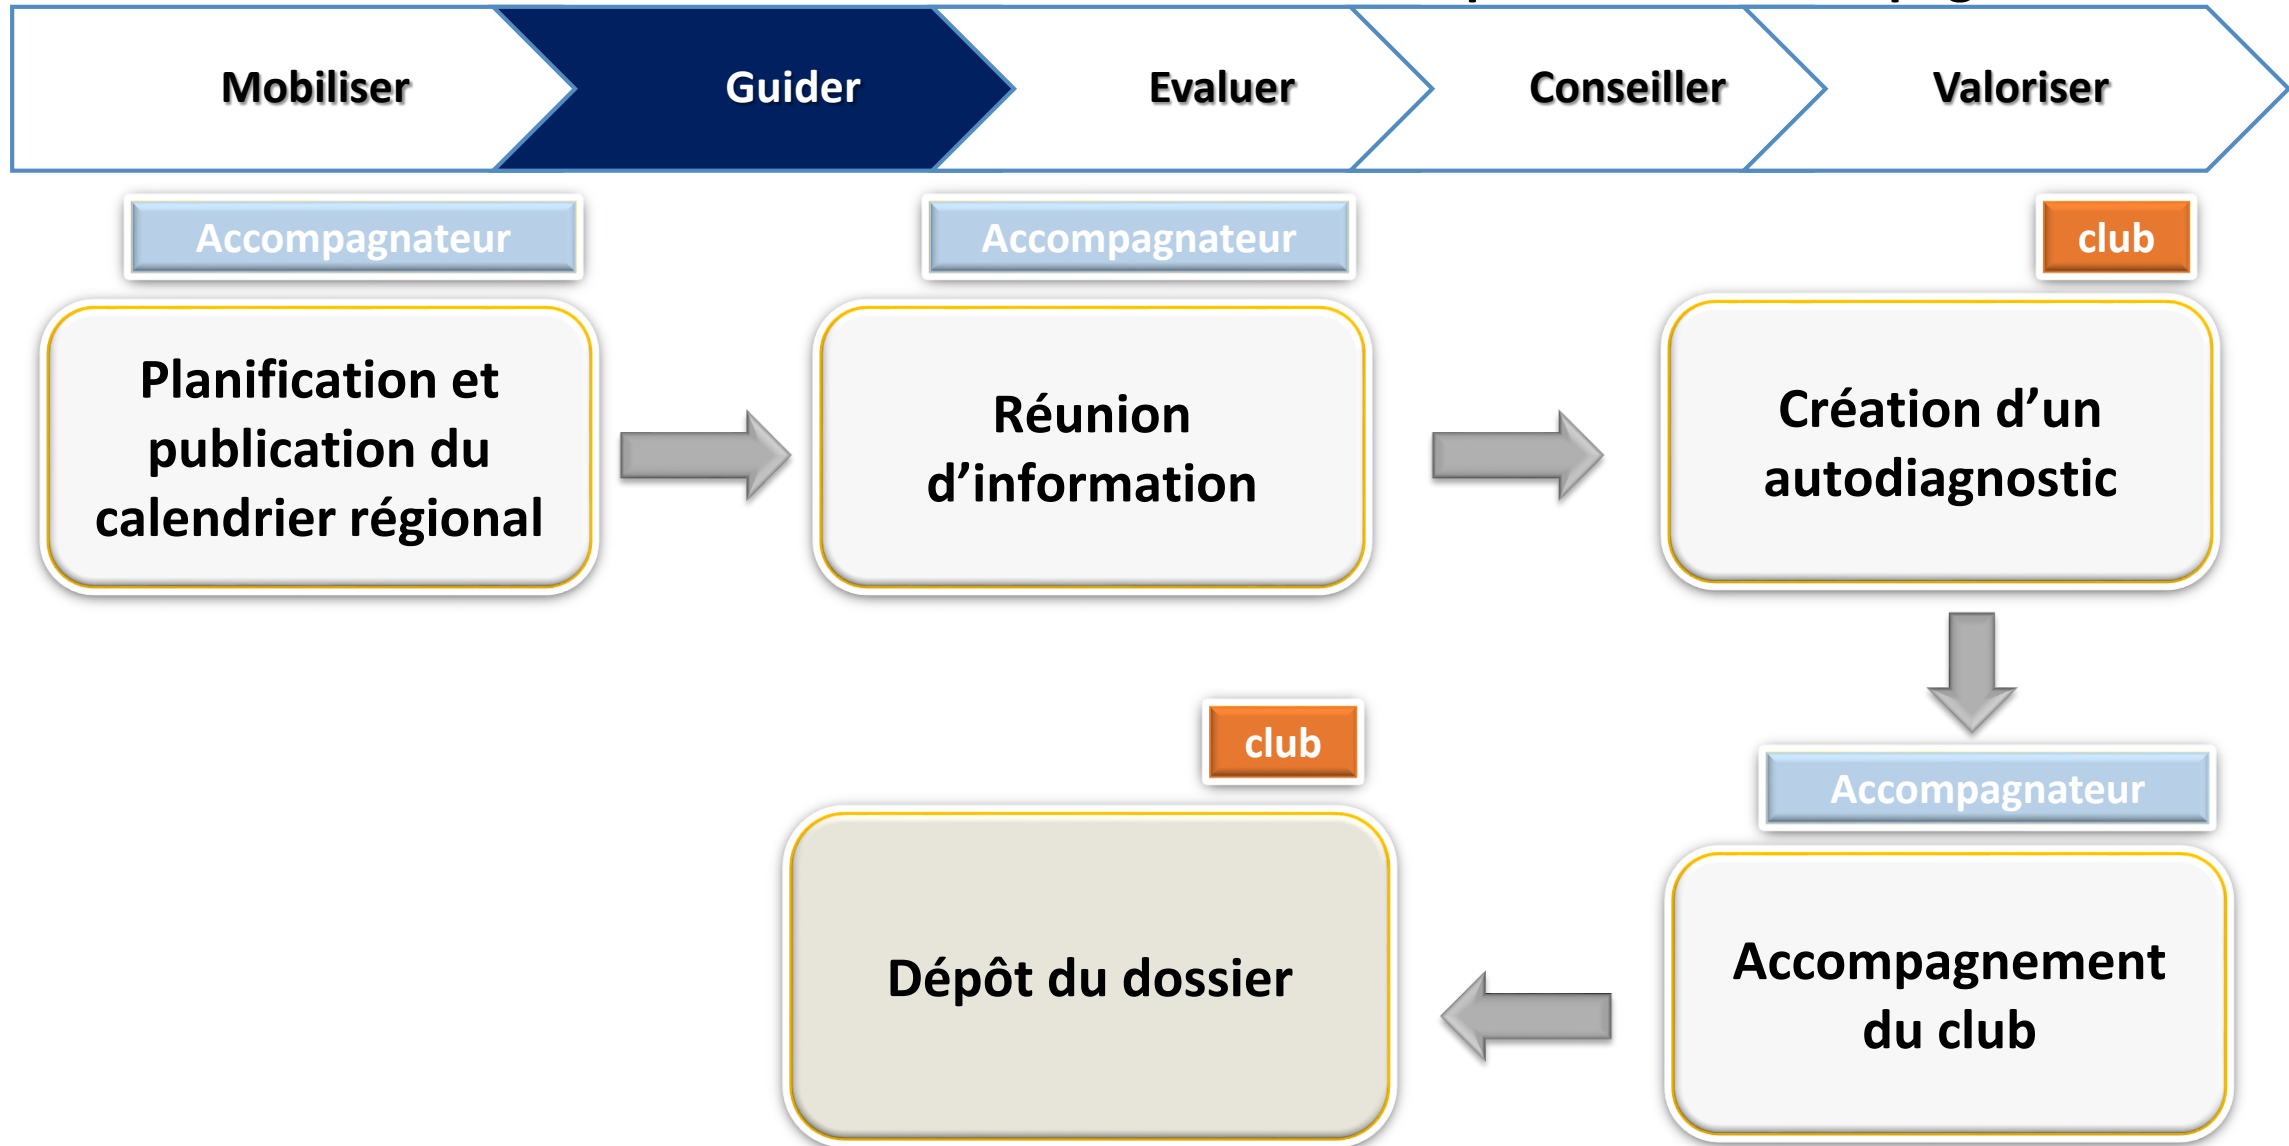 Mobiliser
Guider
Evaluer
Conseiller
Valoriser
Accompagnateur
Accompagnateur
club
Planification et
publication du
calendrier régional
Réunion
d’information
Création d’un
autodiagnostic
club
Accompagnateur
Dépôt du dossier
Accompagnement
du club